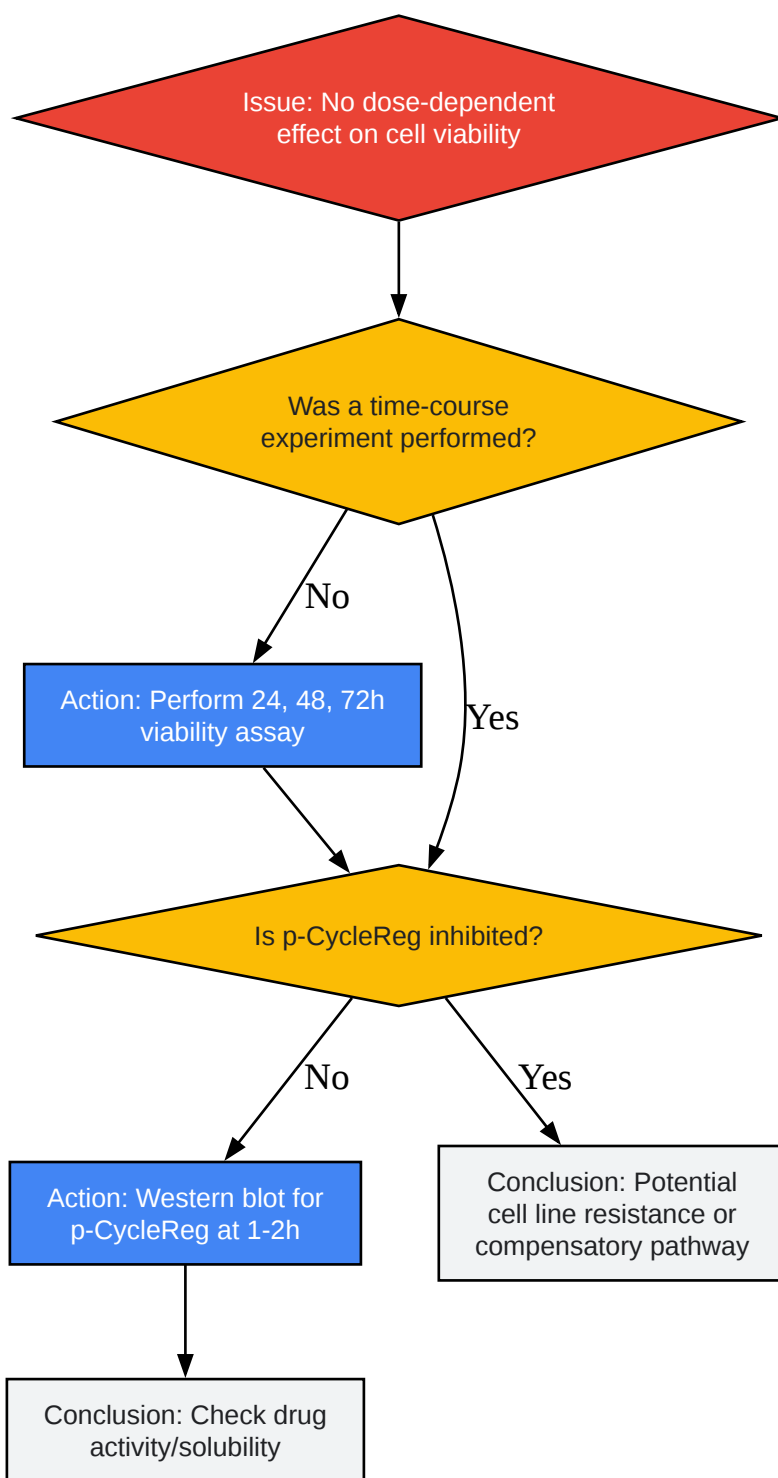 Issue: No dose-dependent
effect on cell viability
Was a time-course
experiment performed?
No
Action: Perform 24, 48, 72h
viability assay
Yes
Is p-CycleReg inhibited?
No
Yes
Action: Western blot for
p-CycleReg at 1-2h
Conclusion: Potential
cell line resistance or
compensatory pathway
Conclusion: Check drug
activity/solubility